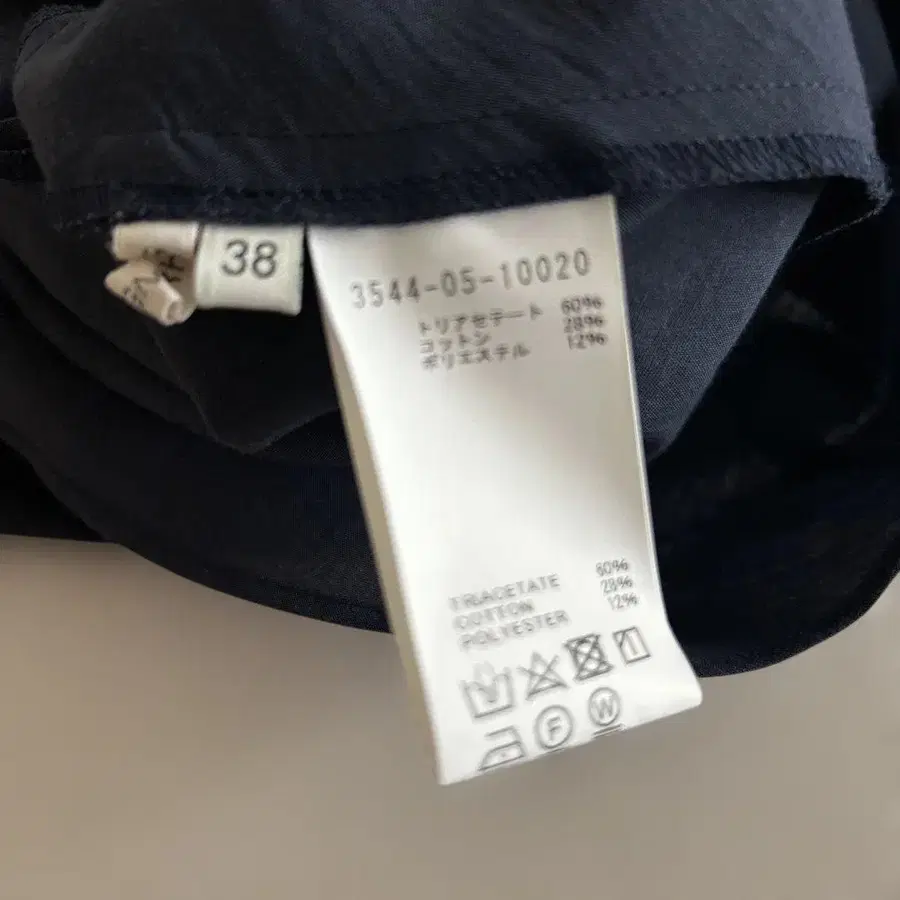 38
3544-05-10020
トリアセテート 60%
コットン 28%
ポリエステル 12%
TRIACETATE 60%
COTTON 28%
POLYESTER 12%
F W